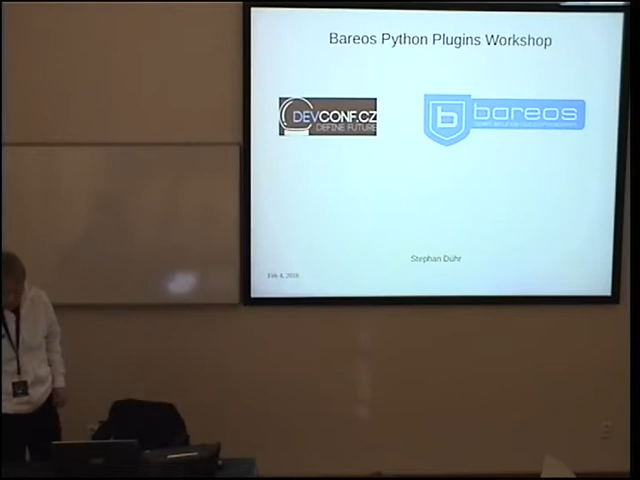 Bareos Python Plugins Workshop
DEVCONF.CZ
DEFINE FUTURE
b bareos
Stephan Dühr
Feb 4, 2016